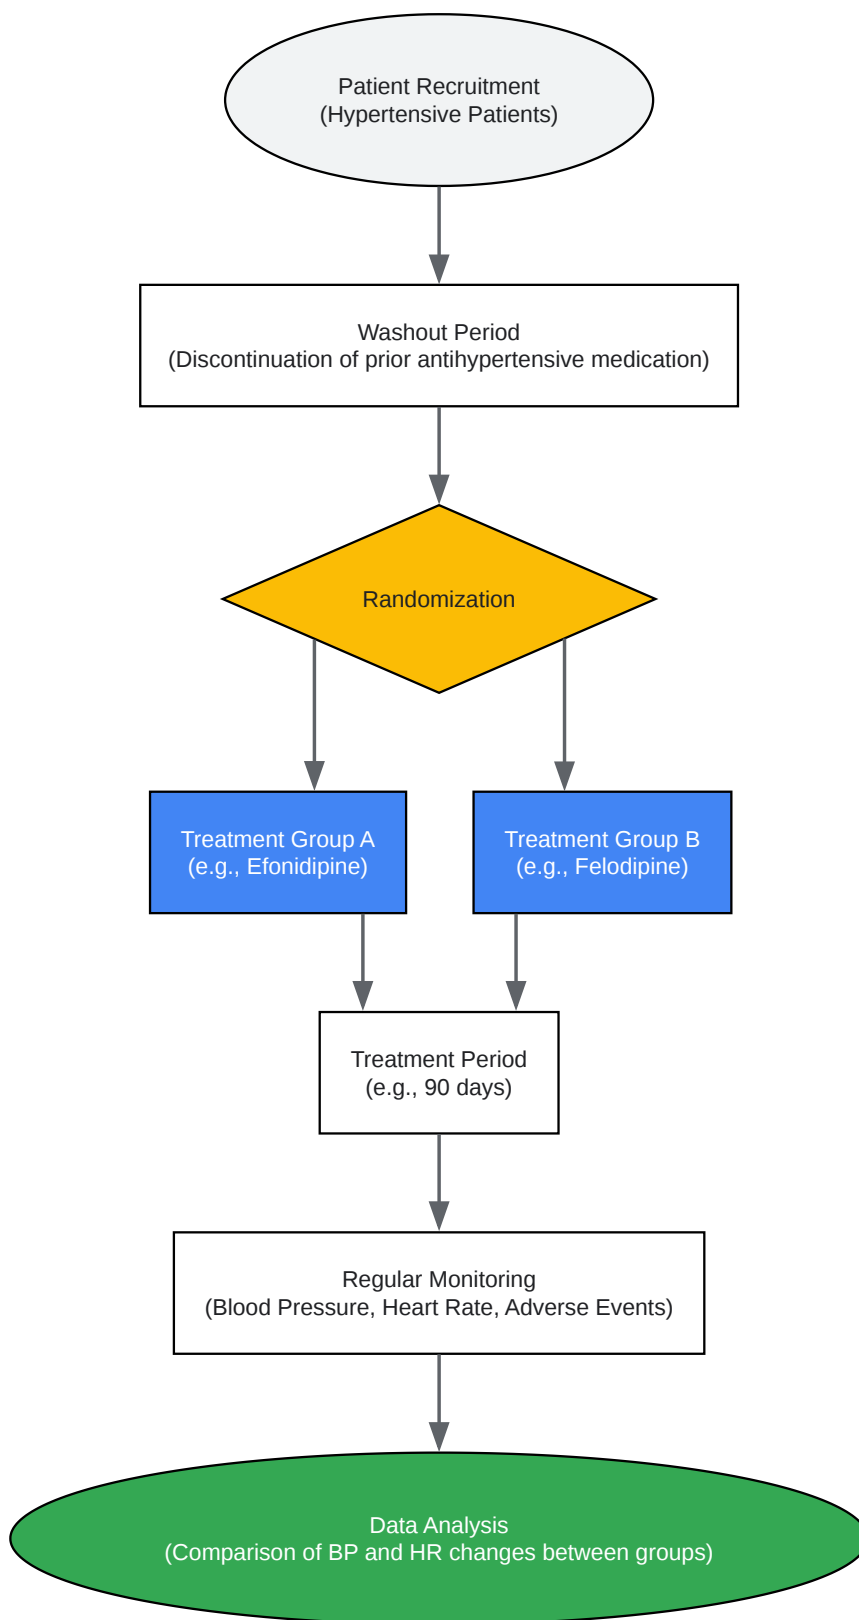 Patient Recruitment
(Hypertensive Patients)
Washout Period
(Discontinuation of prior antihypertensive medication)
Randomization
Treatment Group A
(e.g., Efonidipine)
Treatment Group B
(e.g., Felodipine)
Treatment Period
(e.g., 90 days)
Regular Monitoring
(Blood Pressure, Heart Rate, Adverse Events)
Data Analysis
(Comparison of BP and HR changes between groups)